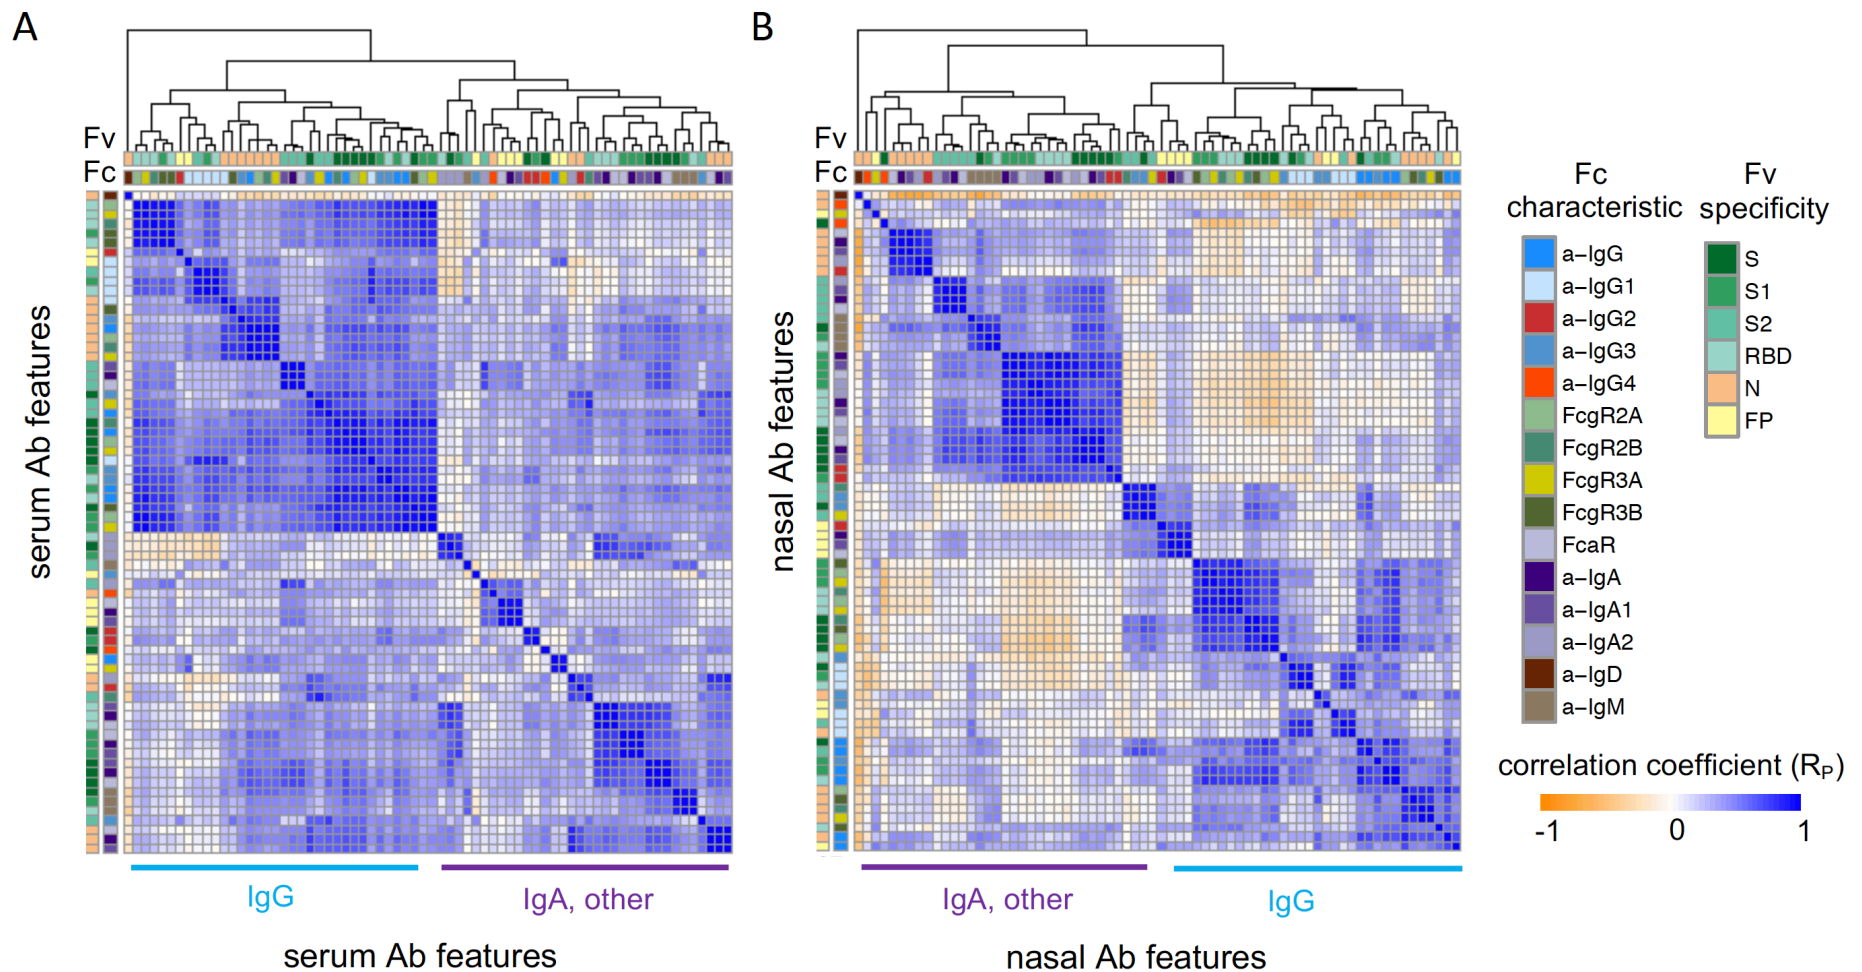 A
B
Fv
Fc
Fv
Fc
serum Ab features
nasal Ab features
IgG
IgA, other
IgA, other
IgG
serum Ab features
nasal Ab features
Fc
characteristic
a-IgG
a-IgG1
a-IgG2
a-IgG3
a-IgG4
FcgR2A
FcgR2B
FcgR3A
FcgR3B
FcaR
a-IgA
a-IgA1
a-IgA2
a-IgD
a-IgM
Fv
specificity
S
S1
S2
RBD
N
FP
correlation coefficient (RP)
-1 0 1